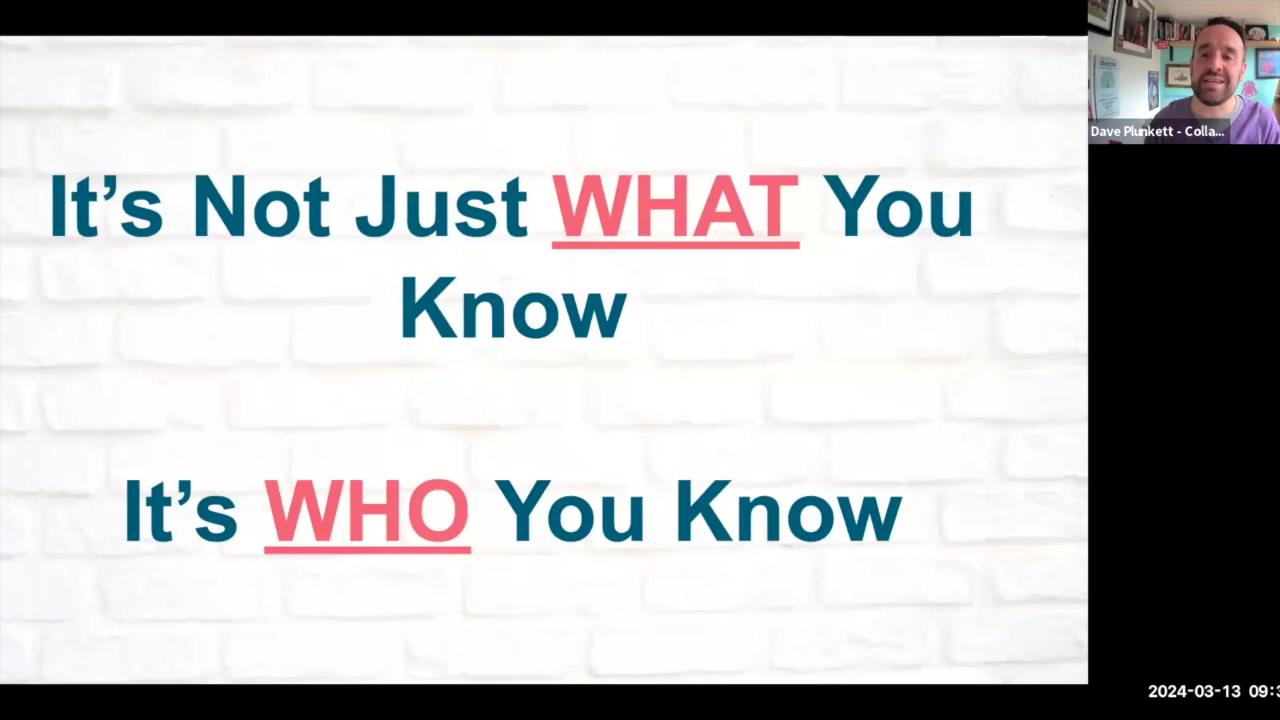 It’s Not Just WHAT You
Know
It’s WHO You Know
Dave Plunkett - Colla...
2024-03-13 09:3